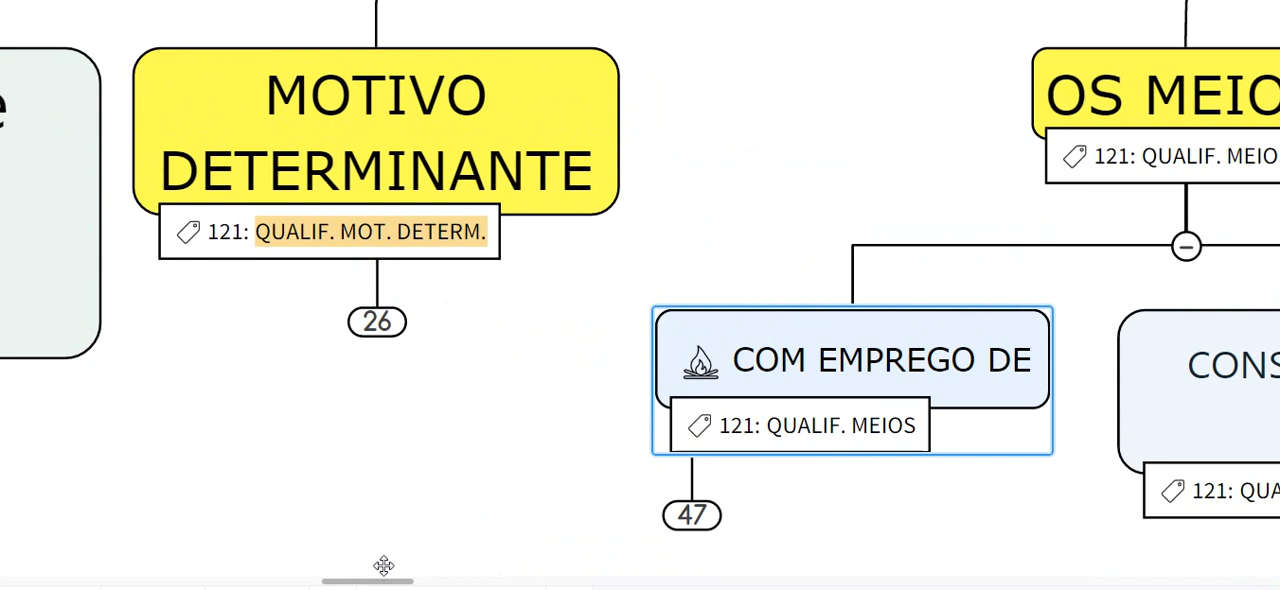 MOTIVO
DETERMINANTE
121: QUALIF. MOT. DETERM.
26
OS MEIO
121: QUALIF. MEIO
COM EMPREGO DE
121: QUALIF. MEIOS
47
CONS
121: QUA